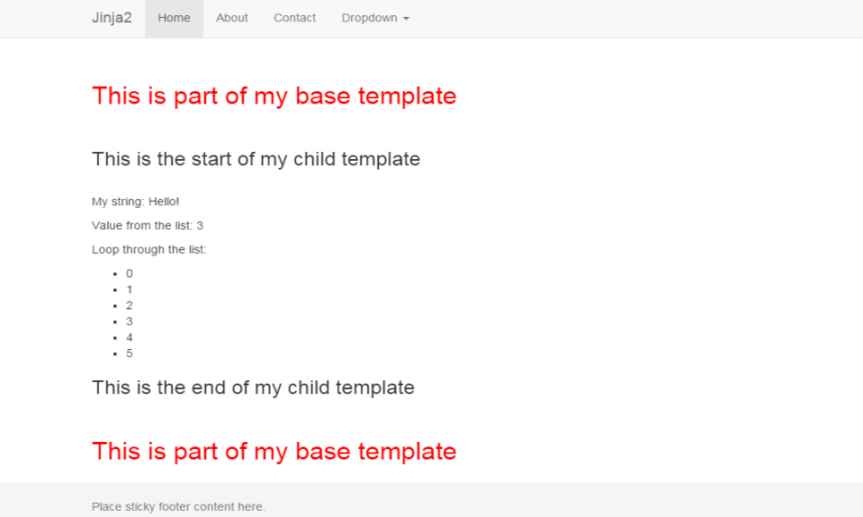 Jinja2 Home About Contact Dropdown
This is part of my base template
This is the start of my child template
My string: Hello!
Value from the list: 3
Loop through the list:
0
1
2
3
4
5
This is the end of my child template
This is part of my base template
Place sticky footer content here.